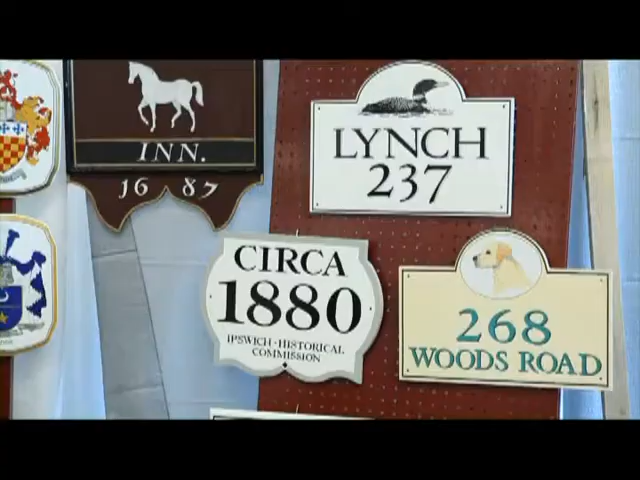 INN.
16 87
LYNCH
237
CIRCA
1880
IPSWICH · HISTORICAL
COMMISSION
268
WOODS ROAD